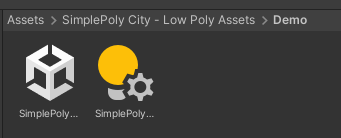 Assets > SimplePoly City - Low Poly Assets > Demo
SimplePoly... SimplePoly...